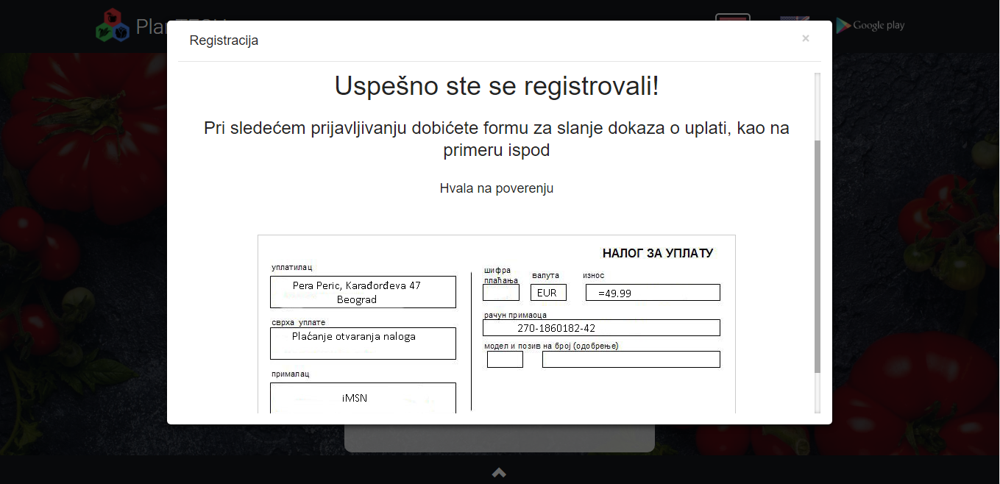 Registracija
×
Google play
Uspešno ste se registrovali!
Pri sledećem prijavljivanju dobićete formu za slanje dokaza o uplati, kao na
primeru ispod
Hvala na poverenju
НАЛОГ ЗА УПЛАТУ
уплатилац
Pera Peric, Karađorđeva 47
Beograd
сврха уплате
Plaćanje otvaranja naloga
прималац
iMSN
шифра
плаћања
валута
EUR
износ
=49.99
рачун примаоца
270-1860182-42
модел и позив на број (одобрење)